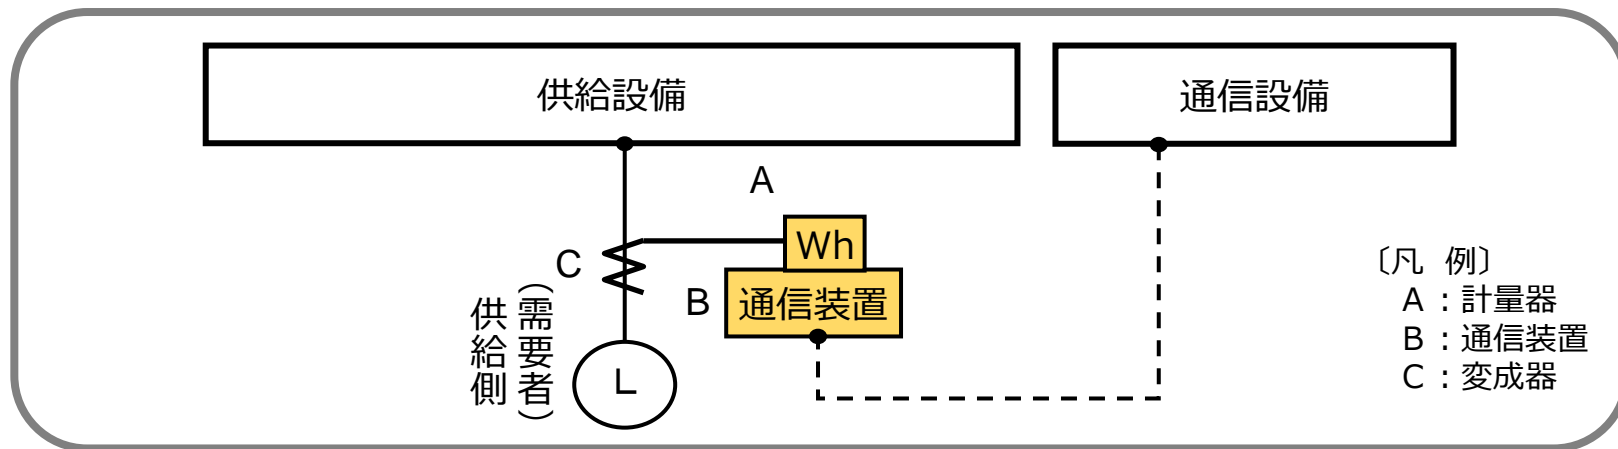 供給設備
通信設備
A
Wh
C
B
通信装置
供給側
(需要者)
L
〔凡 例〕
A:計量器
B:通信装置
C:変成器